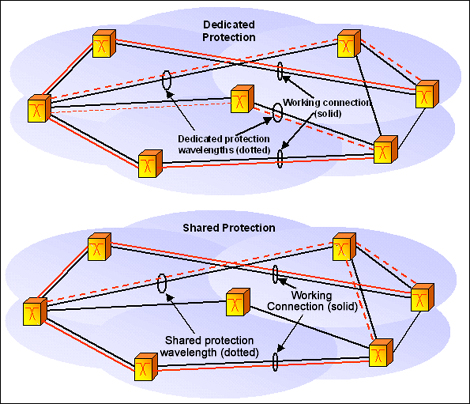 Dedicated
Protection
Working connection
(solid)
Dedicated protection
wavelengths (dotted)
Shared Protection
Working
Connection (solid)
Shared protection
wavelength (dotted)